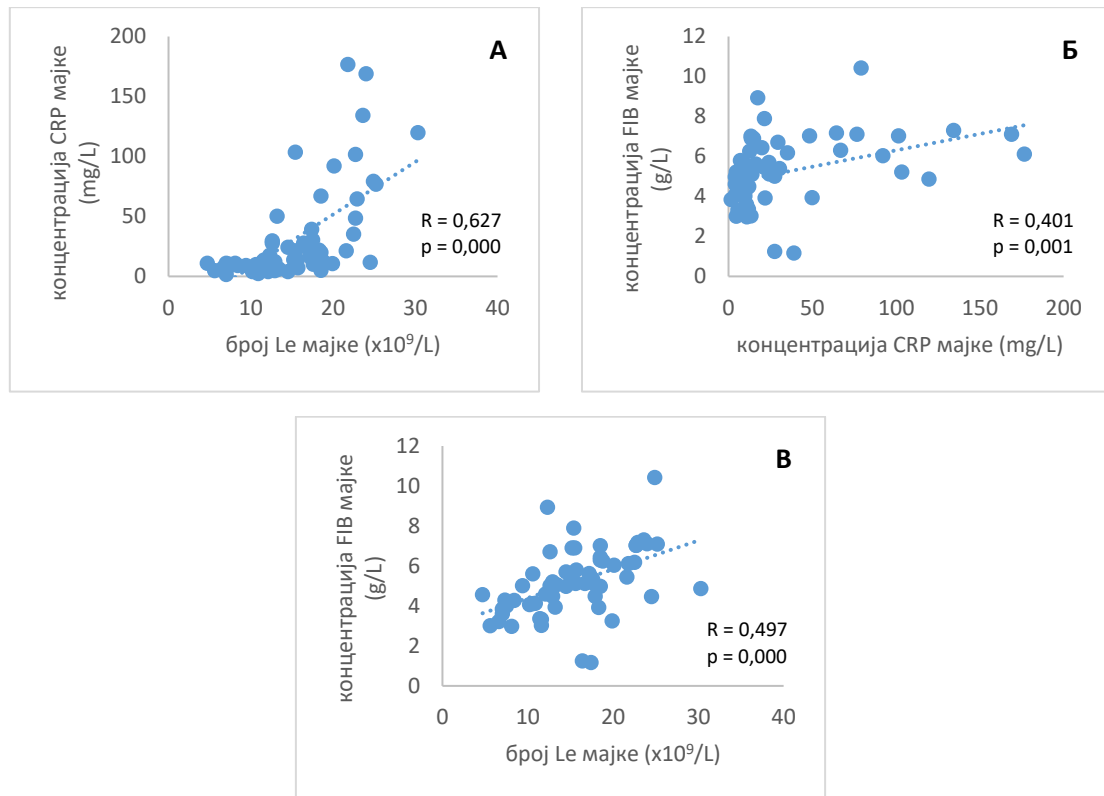 А
концентрација CRP мајке
(mg/L)
200
150
100
50
0
R = 0,627
p = 0,000
0 10 20 30 40
број Le мајке (x10⁹/L)
Б
концентрација FIB мајке
(g/L)
12
10
8
6
4
2
0
R = 0,401
p = 0,001
0 50 100 150 200
концентрација CRP мајке (mg/L)
В
концентрација FIB мајке
(g/L)
12
10
8
6
4
2
0
R = 0,497
p = 0,000
0 10 20 30 40
број Le мајке (x10⁹/L)